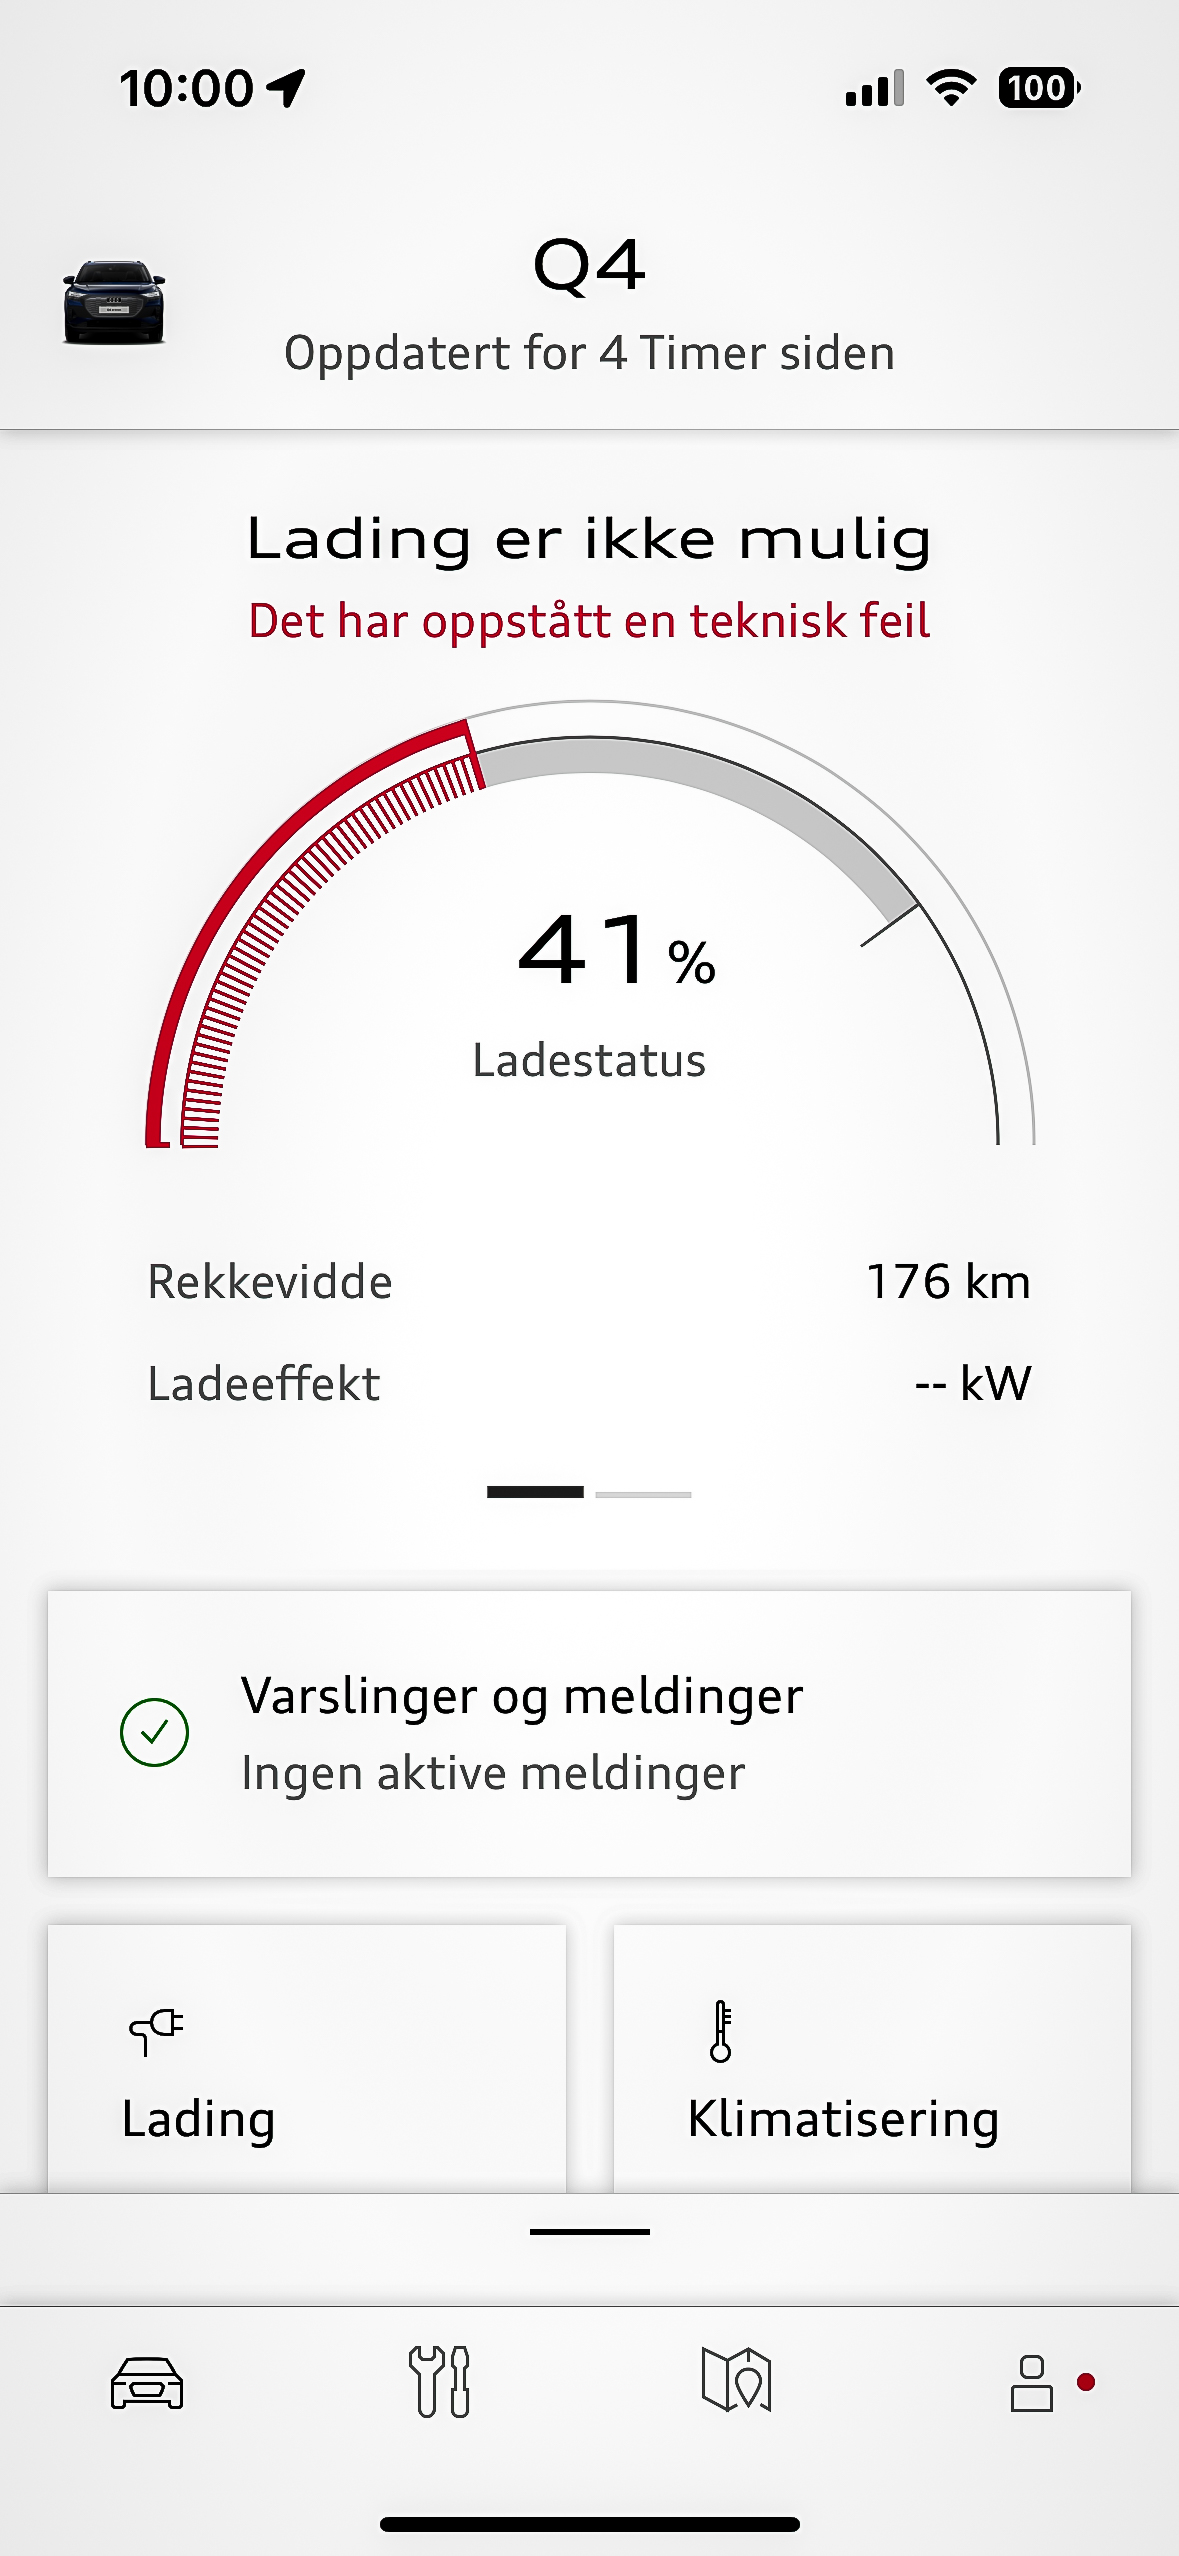 10:00
100
Q4
Oppdatert for 4 Timer siden
Lading er ikke mulig
Det har oppstått en teknisk feil
41 %
Ladestatus
Rekkevidde 176 km
Ladeeffekt -- kW
Varslinger og meldinger
Ingen aktive meldinger
Lading
Klimatisering